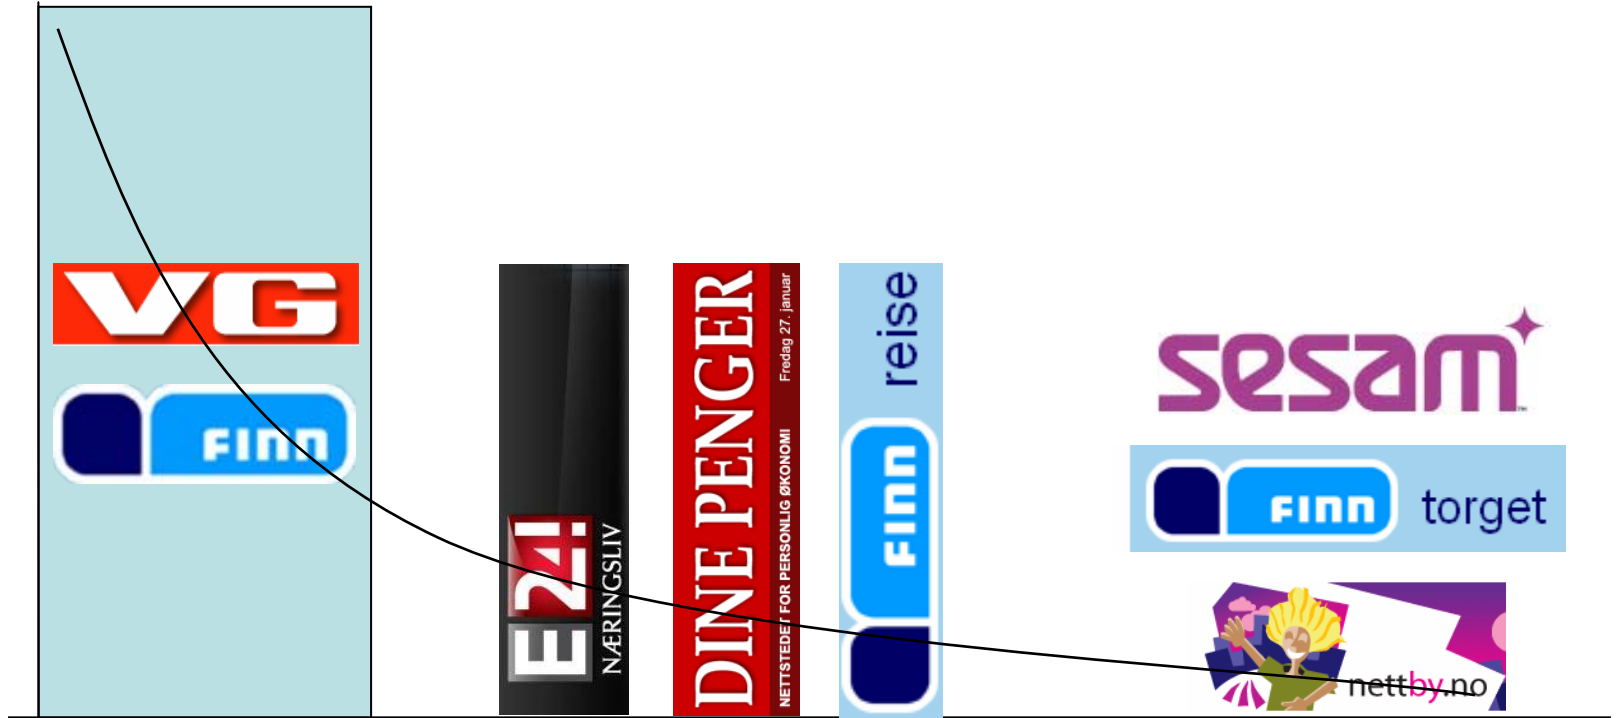 VG
FINN
E24!
NÆRINGSLIV
DINE PENGER
NETTSTEDET FOR PERSONLIG ØKONOMI Fredag 27. januar
FINN reise
sesam
FINN torget
nettby.no